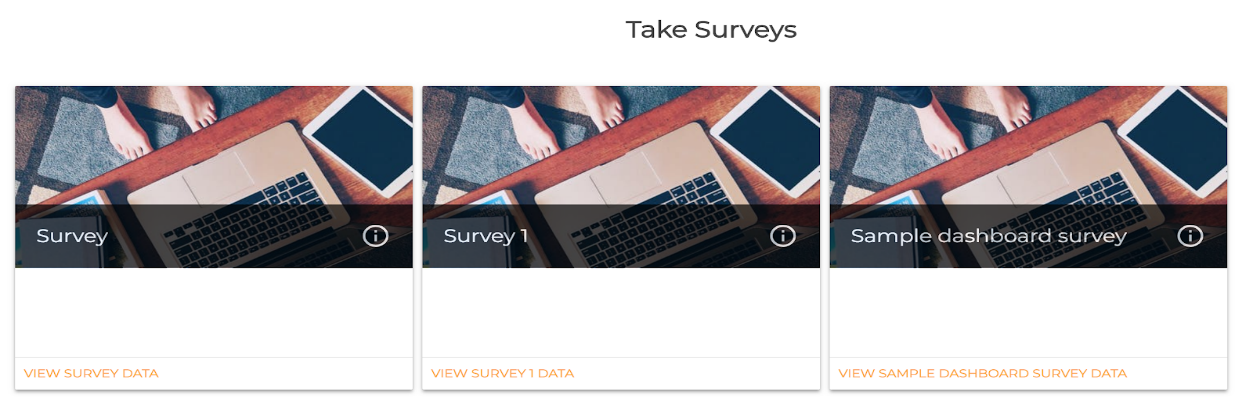 Take Surveys
Survey
Survey 1
Sample dashboard survey
VIEW SURVEY DATA
VIEW SURVEY 1 DATA
VIEW SAMPLE DASHBOARD SURVEY DATA